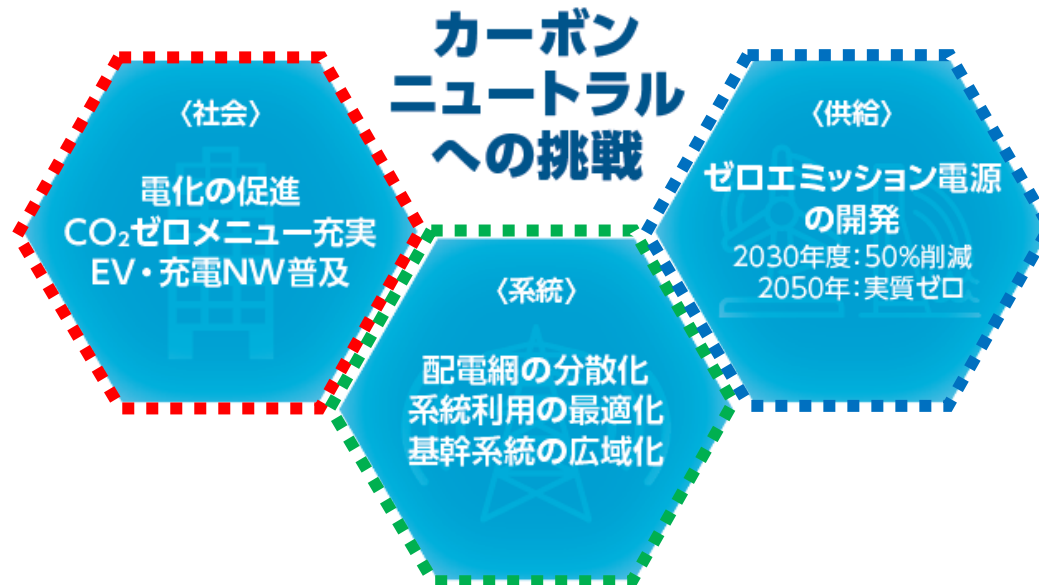 カーボン
ニュートラル
への挑戦
〈社会〉
電化の促進
CO₂ゼロメニュー充実
EV・充電NW普及
〈系統〉
配電網の分散化
系統利用の最適化
基幹系統の広域化
〈供給〉
ゼロエミッション電源
の開発
2030年度：50%削減
2050年：実質ゼロ